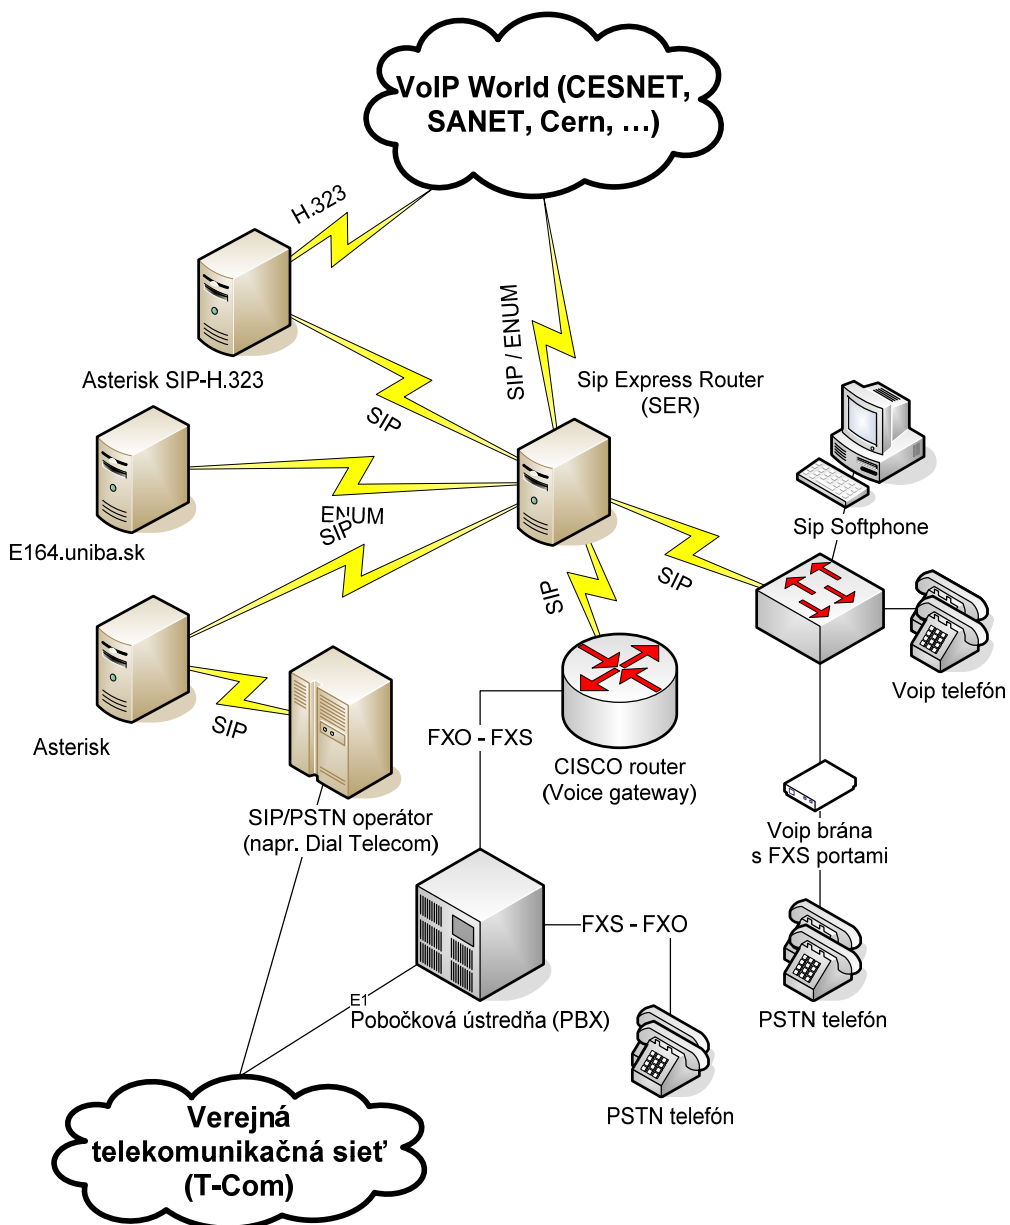 VoIP World (CESNET,
SANET, Cern, ...)
H.323
SIP / ENUM
Asterisk SIP-H.323
Sip Express Router
(SER)
SIP
ENUM
SIP
E164.uniba.sk
Sip Softphone
SIP
SIP
Voip telefón
Asterisk
SIP
FXO - FXS
CISCO router
(Voice gateway)
SIP/PSTN operátor
(napr. Dial Telecom)
Voip brána
s FXS portami
FXS - FXO
E1
Pobočková ústredňa (PBX)
PSTN telefón
PSTN telefón
Verejná
telekomunikačná sieť
(T-Com)